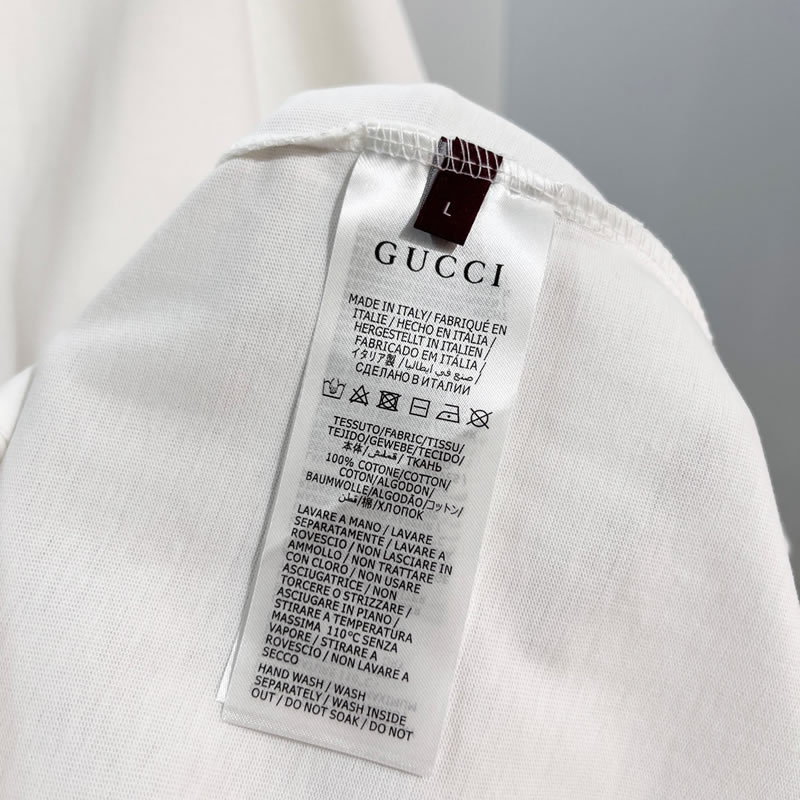 L
GUCCI
MADE IN ITALY/ FABRIQUÉ EN
ITALIE / HECHO EN ITALIA /
HERGESTELLT IN ITALIEN /
FABRICADO EM ITÁLIA /
イタリア製 / صنع في ايطاليا /
СДЕЛАНО В ИТАЛИИ
TESSUTO/FABRIC/TISSU/
TEJIDO/GEWEBE/TECIDO/
本体/ قماش / ТКАНЬ
100% COTONE/COTTON/
COTON/ALGODON/
BAUMWOLLE/ALGODÃO/コットン/
قطن/棉/ХЛОПОК
LAVARE A MANO / LAVARE
SEPARATAMENTE / LAVARE A
ROVESCIO / NON LASCIARE IN
AMMOLLO / NON TRATTARE
CON CLORO / NON USARE
ASCIUGATRICE / NON
TORCERE O STRIZZARE /
ASCIUGARE IN PIANO /
STIRARE A TEMPERATURA
MASSIMA 110°C SENZA
VAPORE / STIRARE A
ROVESCIO / NON LAVARE A
SECCO
HAND WASH / WASH
SEPARATELY / WASH INSIDE
OUT / DO NOT SOAK / DO NOT